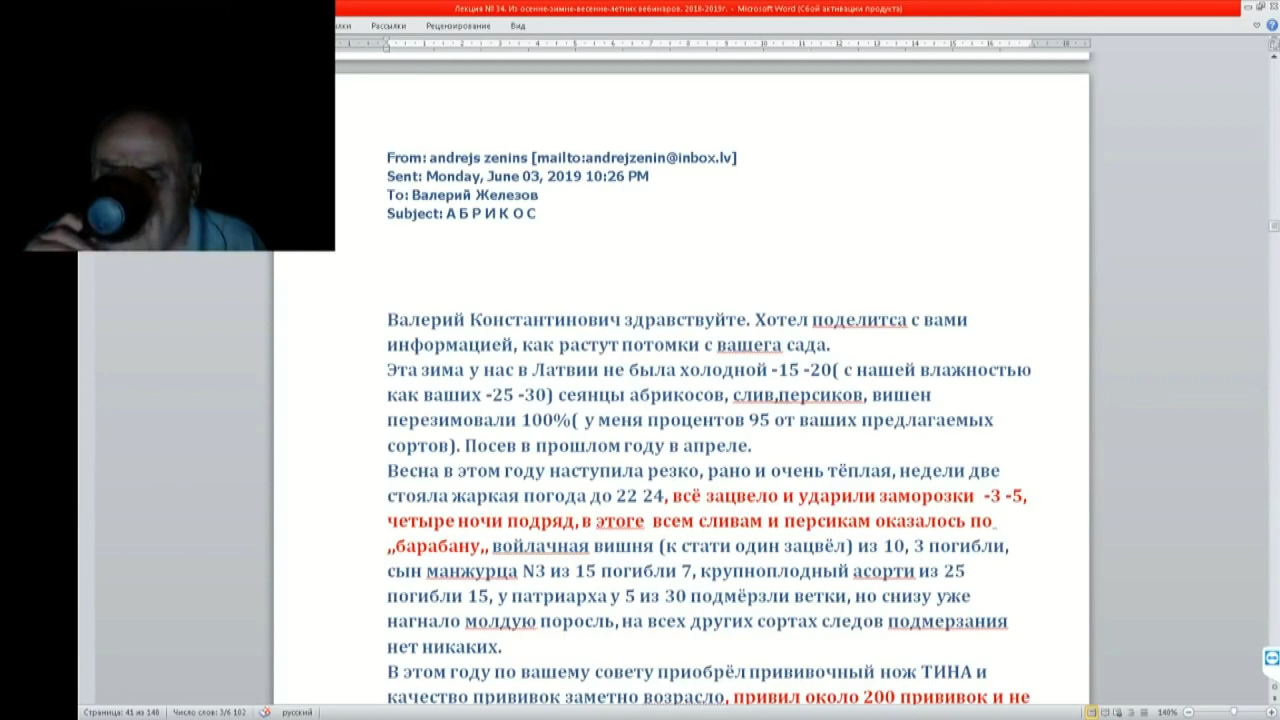 Лекция № 34. Из осенне-зимне-весенне-летних вебинаров. 2018-2019г. - Microsoft Word (Сбой активации продукта)
Рассылки Рецензирование Вид
From: andrejs zenins [mailto:andrejzenin@inbox.lv]
Sent: Monday, June 03, 2019 10:26 PM
To: Валерий Железов
Subject: А Б Р И К О С
Валерий Константинович здравствуйте. Хотел поделитса с вами
информацией, как растут потомки с вашега сада.
Эта зима у нас в Латвии не была холодной -15 -20( с нашей влажностью
как ваших -25 -30) сеянцы абрикосов, слив,персиков, вишен
перезимовали 100%( у меня процентов 95 от ваших предлагаемых
сортов). Посев в прошлом году в апреле.
Весна в этом году наступила резко, рано и очень тёплая, недели две
стояла жаркая погода до 22 24, всё зацвело и ударили заморозки -3 -5,
четыре ночи подряд, в этоге всем сливам и персикам оказалось по
,,барабану,, войлачная вишня (к стати один зацвёл) из 10, 3 погибли,
сын манжурца N3 из 15 погибли 7, крупноплодный асорти из 25
погибли 15, у патриарха у 5 из 30 подмёрзли ветки, но снизу уже
нагнало молдую поросль, на всех других сортах следов подмерзания
нет никаких.
В этом году по вашему совету приобрёл прививочный нож ТИНА и
качество прививок заметно возрасло, привил около 200 прививок и не
Страница: 41 из 148 Число слов: 3/6 102 русский 140%